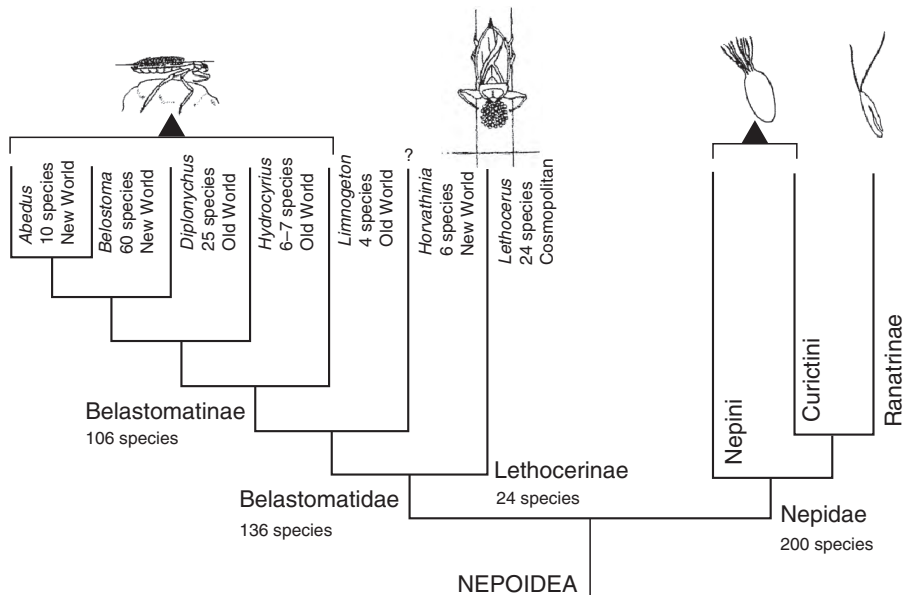 ?
Abedus
10 species
New World
Belostoma
60 species
New World
Diplonychus
25 species
Old World
Hydrocyrius
6–7 species
Old World
Limnogeton
4 species
Old World
Horvathinia
6 species
New World
Lethocerus
24 species
Cosmopolitan
Nepini
Curictini
Ranatrinae
Belastomatinae
106 species
Lethocerinae
24 species
Belastomatidae
136 species
Nepidae
200 species
NEPOIDEA